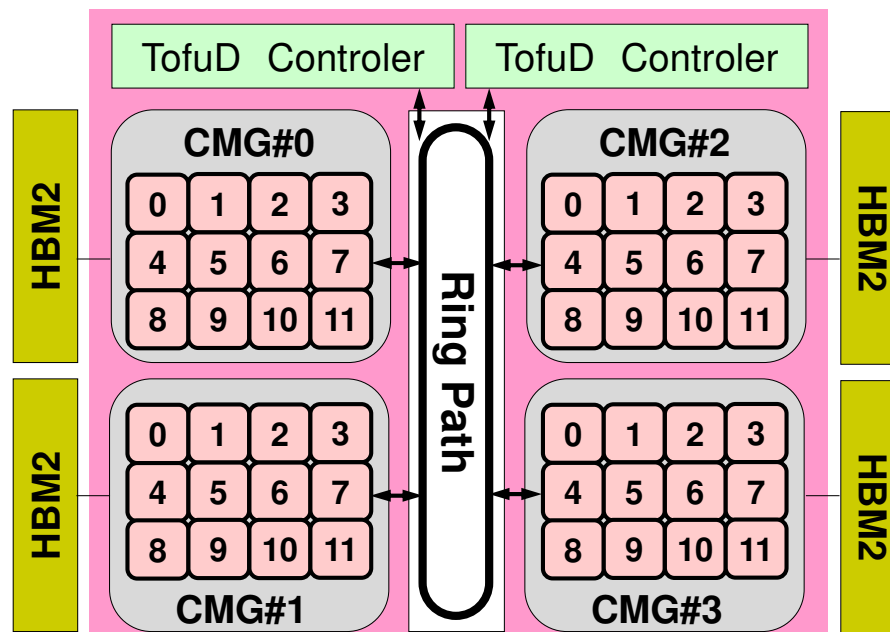 TofuD Controler
TofuD Controler
HBM2
CMG#0
0 1 2 3
4 5 6 7
8 9 10 11
HBM2
0 1 2 3
4 5 6 7
8 9 10 11
CMG#1
Ring Path
CMG#2
0 1 2 3
4 5 6 7
8 9 10 11
HBM2
0 1 2 3
4 5 6 7
8 9 10 11
CMG#3
HBM2